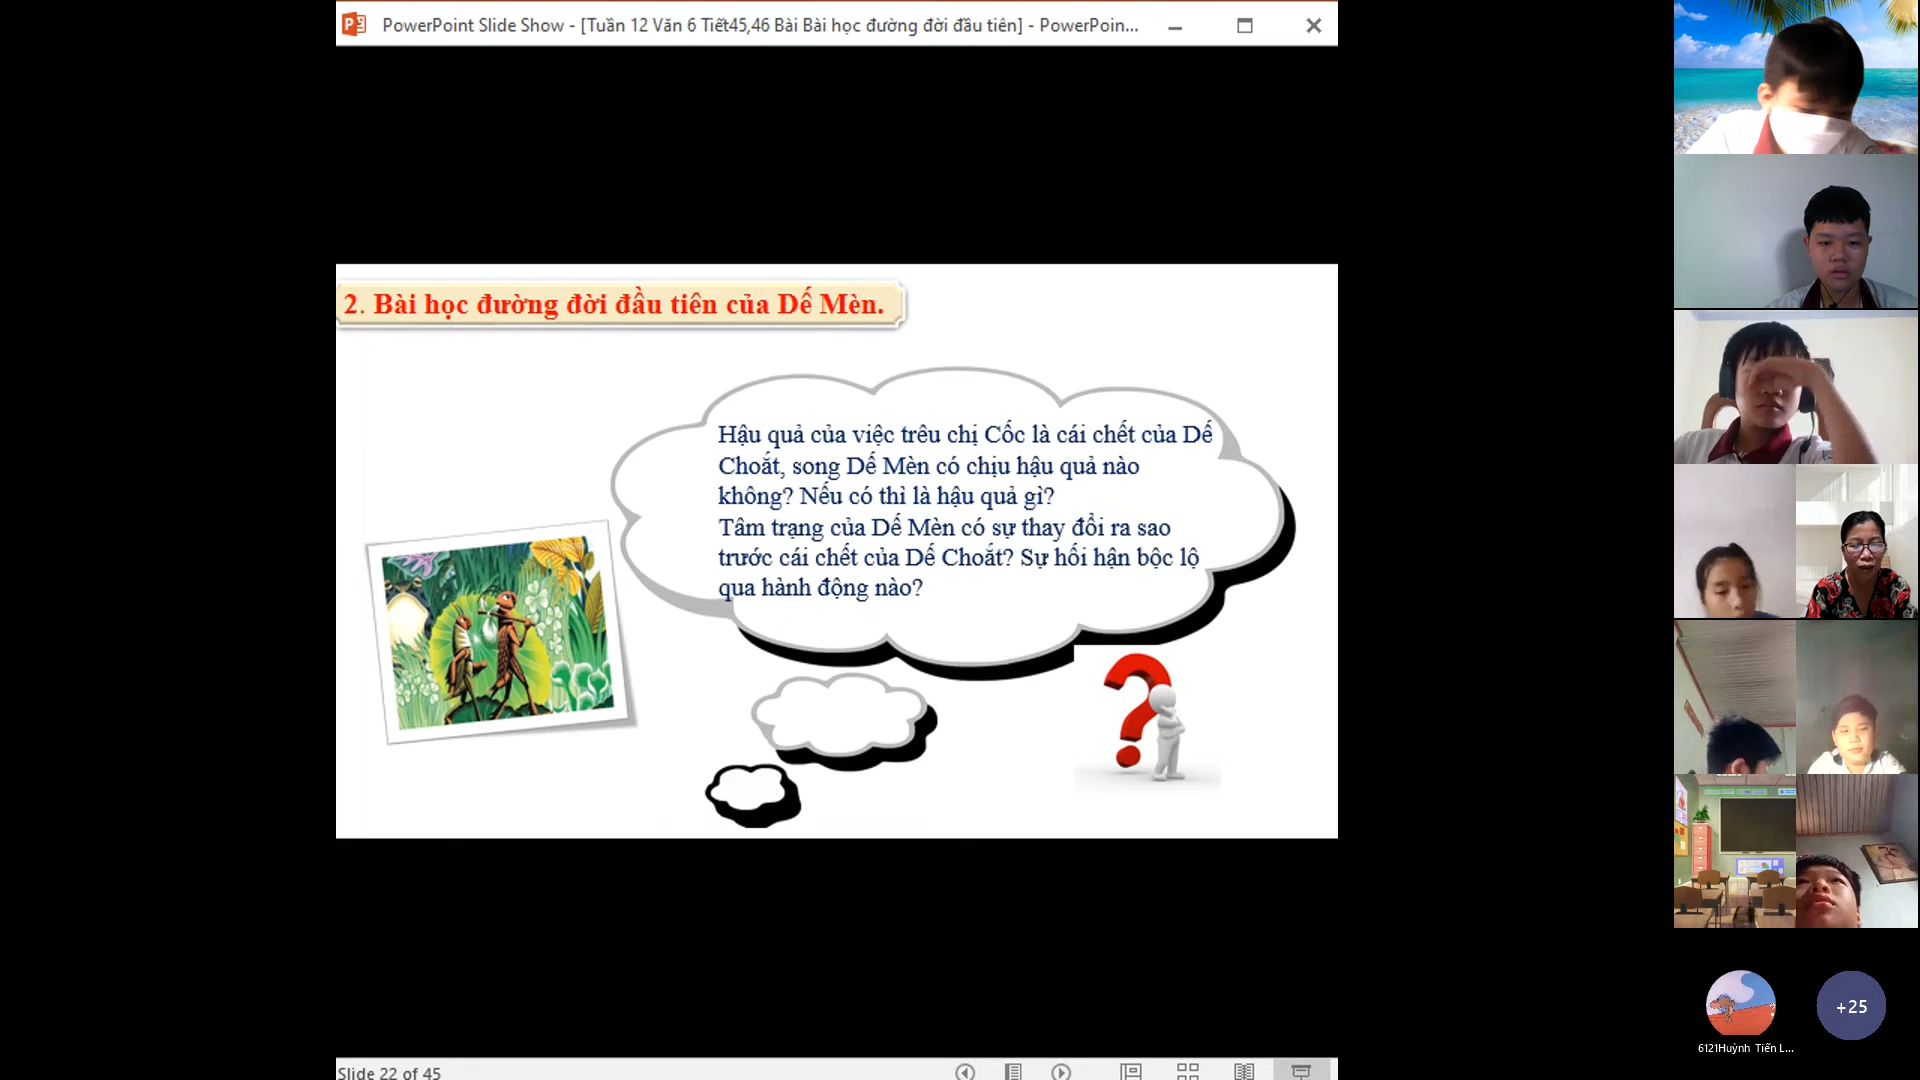 PowerPoint Slide Show - [Tuần 12 Văn 6 Tiết45,46 Bài Bài học đường đời đầu tiên] - PowerPoin...
2. Bài học đường đời đầu tiên của Dế Mèn.
Hậu quả của việc trêu chị Cốc là cái chết của Dế
Choắt, song Dế Mèn có chịu hậu quả nào
không? Nếu có thì là hậu quả gì?
Tâm trạng của Dế Mèn có sự thay đổi ra sao
trước cái chết của Dế Choắt? Sự hối hận bộc lộ
qua hành động nào?
Slide 22 of 45
+25
6121Huỳnh Tiến L...